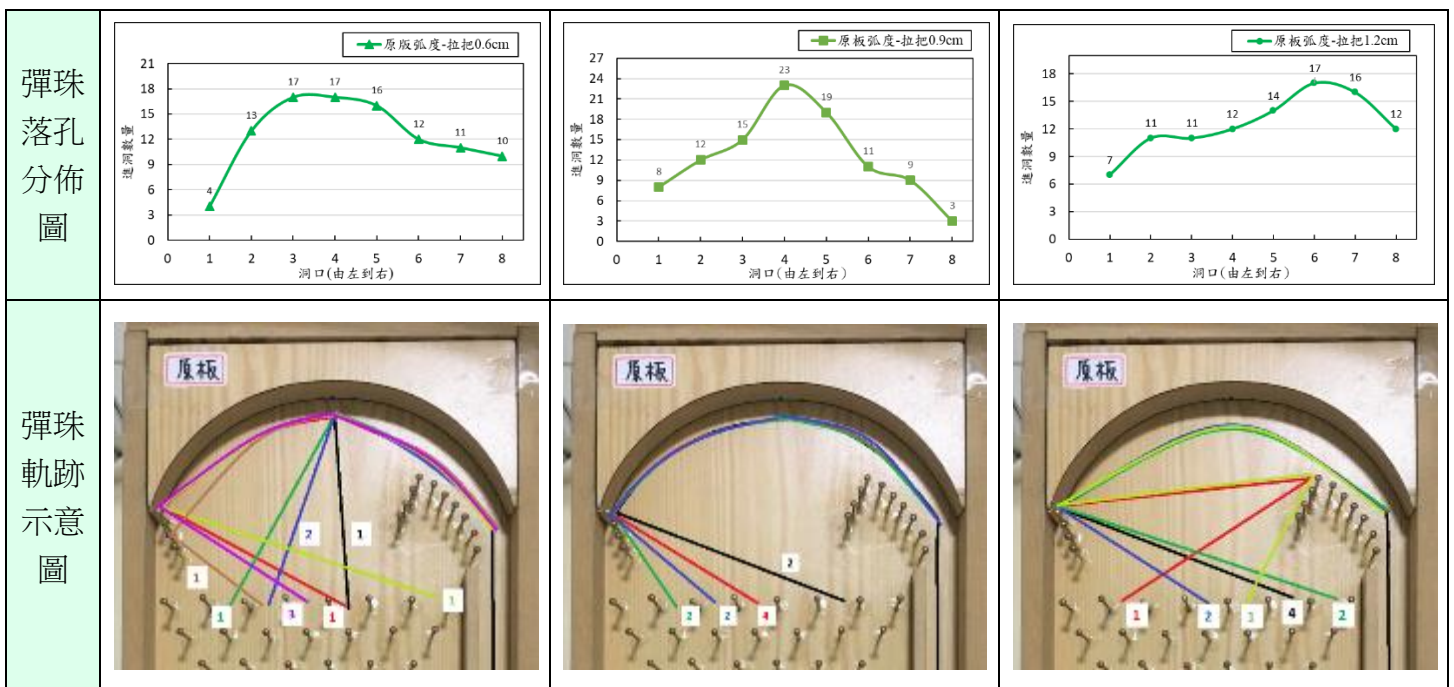 彈珠
落孔
分佈
圖
原版弧度-拉把0.6cm
進洞數量
21
18
15
12
9
6
3
0
4
13
17
17
16
12
11
10
0 1 2 3 4 5 6 7 8
洞口(由左到右)
原板弧度-拉把0.9cm
進洞數量
27
24
21
18
15
12
9
6
3
0
8
12
15
23
19
11
9
3
0 1 2 3 4 5 6 7 8
洞口(由左到右)
原板弧度-拉把1.2cm
進洞數量
18
15
12
9
6
3
0
7
11
11
12
14
17
16
12
0 1 2 3 4 5 6 7 8
洞口(由左到右)
彈珠
軌跡
示意
圖
原板
2
1
1
1
3
1
1
原板
2
2
2
4
原板
1
2
3
4
2